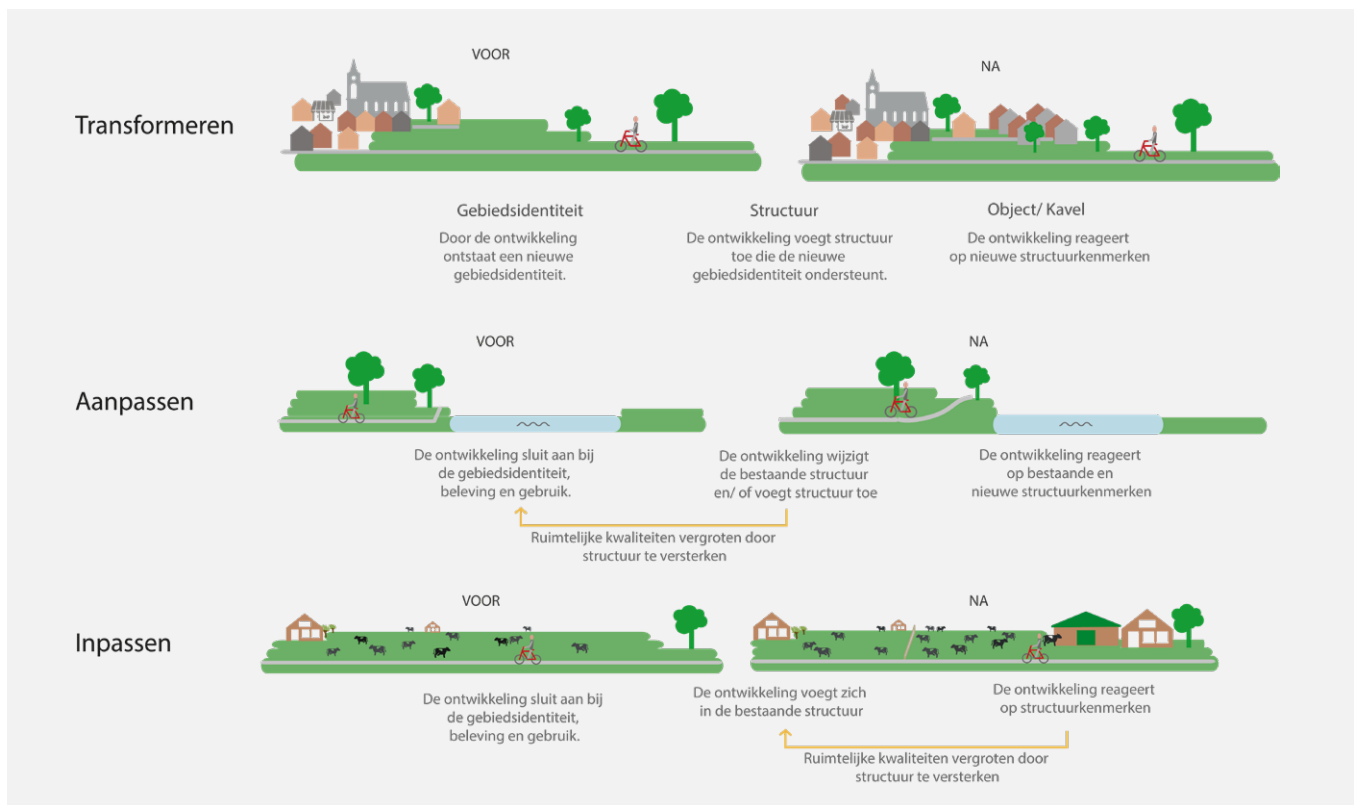 VOOR
NA
Transformeren
Gebiedsidentiteit
Door de ontwikkeling
ontstaat een nieuwe
gebiedsidentiteit.
Structuur
De ontwikkeling voegt structuur
toe die de nieuwe
gebiedsidentiteit ondersteunt.
Object/ Kavel
De ontwikkeling reageert
op nieuwe structuurkenmerken
VOOR
NA
Aanpassen
De ontwikkeling sluit aan bij
de gebiedsidentiteit,
beleving en gebruik.
De ontwikkeling wijzigt
de bestaande structuur
en/ of voegt structuur toe
De ontwikkeling reageert
op bestaande en
nieuwe structuurkenmerken
Ruimtelijke kwaliteiten vergroten door
structuur te versterken
VOOR
NA
Inpassen
De ontwikkeling sluit aan bij
de gebiedsidentiteit,
beleving en gebruik.
De ontwikkeling voegt zich
in de bestaande structuur
De ontwikkeling reageert
op structuurkenmerken
Ruimtelijke kwaliteiten vergroten door
structuur te versterken